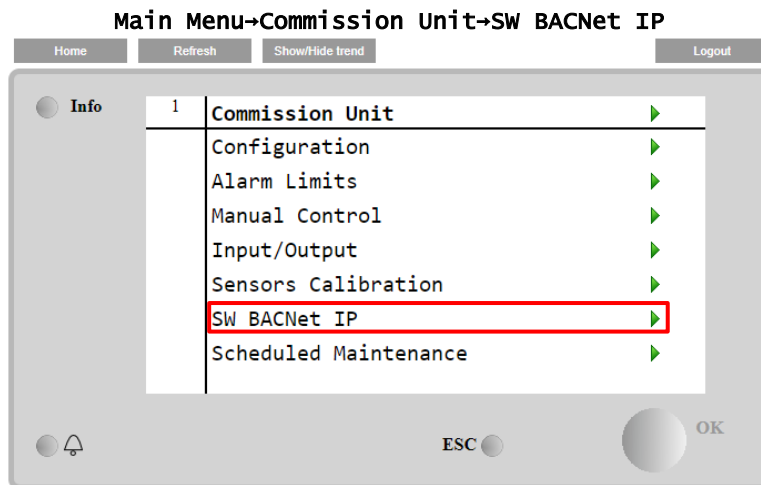 Main Menu→Commission Unit→SW BACNet IP
Home Refresh Show/Hide trend Logout
Info
1 Commission Unit
Configuration
Alarm Limits
Manual Control
Input/Output
Sensors Calibration
SW BACNet IP
Scheduled Maintenance
OK
ESC